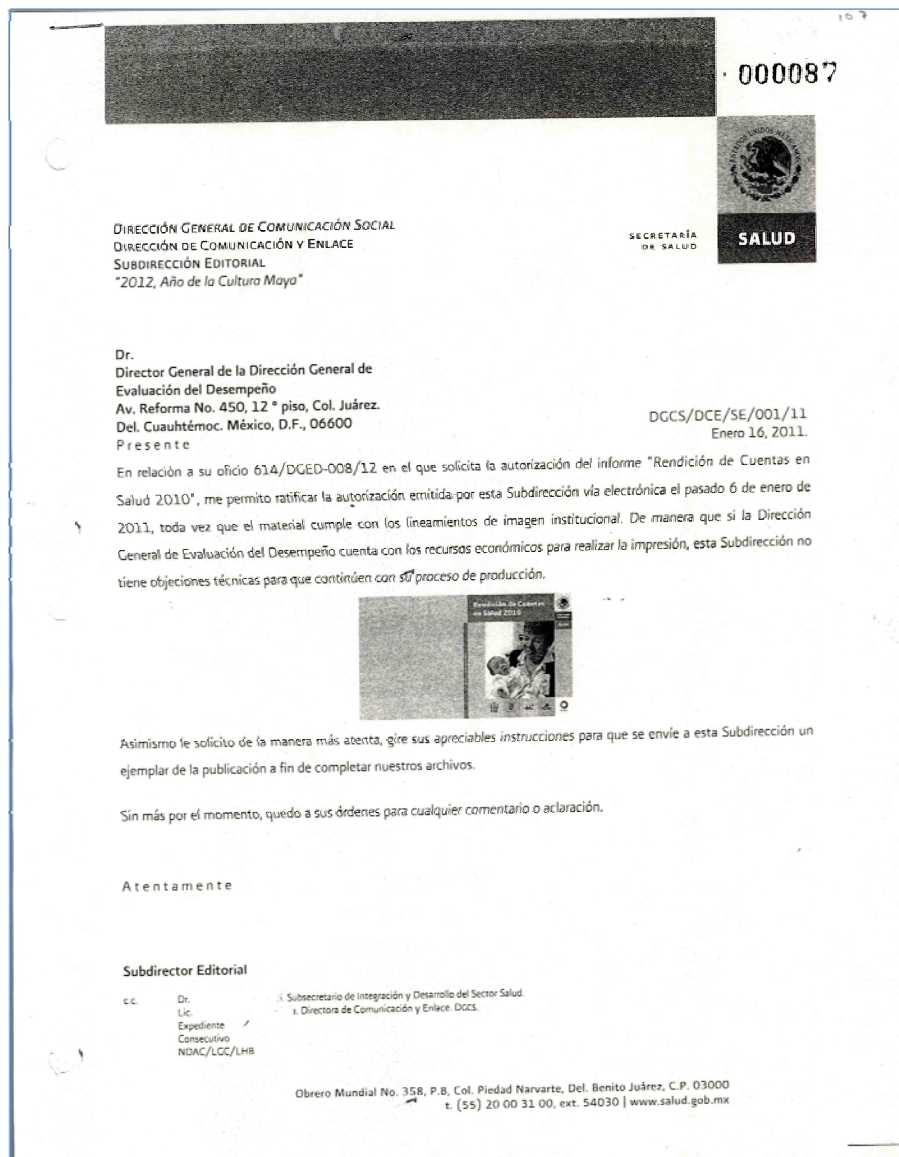 107
000087
ESTADOS UNIDOS MEXICANOS
DIRECCIÓN GENERAL DE COMUNICACIÓN SOCIAL
DIRECCIÓN DE COMUNICACIÓN Y ENLACE
SUBDIRECCIÓN EDITORIAL
"2012, Año de la Cultura Maya"
SECRETARÍA
DE SALUD
SALUD
Dr.
Director General de la Dirección General de
Evaluación del Desempeño
Av. Reforma No. 450, 12 ° piso, Col. Juárez.
Del. Cuauhtémoc. México, D.F., 06600
Presente
DGCS/DCE/SE/001/11
Enero 16, 2011.
En relación a su oficio 614/DGED-008/12 en el que solicita la autorización del informe "Rendición de Cuentas en
Salud 2010", me permito ratificar la autorización emitida por esta Subdirección vía electrónica el pasado 6 de enero de
2011, toda vez que el material cumple con los lineamientos de imagen institucional. De manera que si la Dirección
General de Evaluación del Desempeño cuenta con los recursos económicos para realizar la impresión, esta Subdirección no
tiene objeciones técnicas para que continúen con su proceso de producción.
Rendición de Cuentas
en Salud 2010
Asimismo le solicito de la manera más atenta, gire sus apreciables instrucciones para que se envíe a esta Subdirección un
ejemplar de la publicación a fin de completar nuestros archivos.
Sin más por el momento, quedo a sus órdenes para cualquier comentario o aclaración.
Atentamente
Subdirector Editorial
c.c. Dr. Subsecretario de Integración y Desarrollo del Sector Salud.
Lic. Directora de Comunicación y Enlace. DGCS.
Expediente
Consecutivo
NDAC/LGC/LHB
Obrero Mundial No. 358, P.B, Col. Piedad Narvarte, Del. Benito Juárez, C.P. 03000
t. (55) 20 00 31 00, ext. 54030 | www.salud.gob.mx